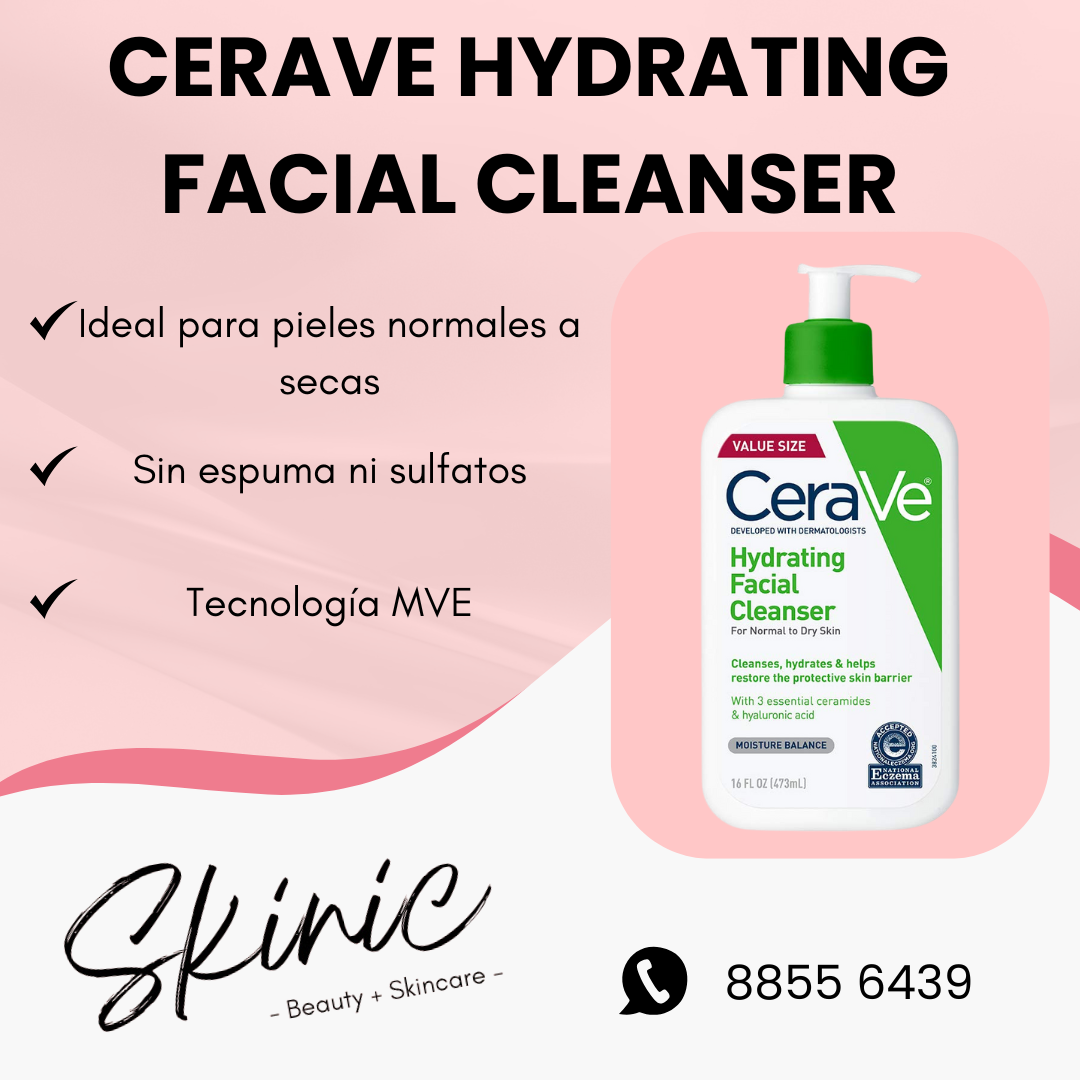 CERAVE HYDRATING
FACIAL CLEANSER
Ideal para pieles normales a
secas
Sin espuma ni sulfatos
Tecnología MVE
VALUE SIZE
CeraVe®
DEVELOPED WITH DERMATOLOGISTS
Hydrating
Facial
Cleanser
For Normal to Dry Skin
Cleanses, hydrates & helps
restore the protective skin barrier
With 3 essential ceramides
& hyaluronic acid
MOISTURE BALANCE
16 FL OZ (473mL)
ACCEPTED
NATIONALECZEMA.ORG
NATIONAL
Eczema
ASSOCIATION
3824100
Skinic
- Beauty + Skincare -
8855 6439